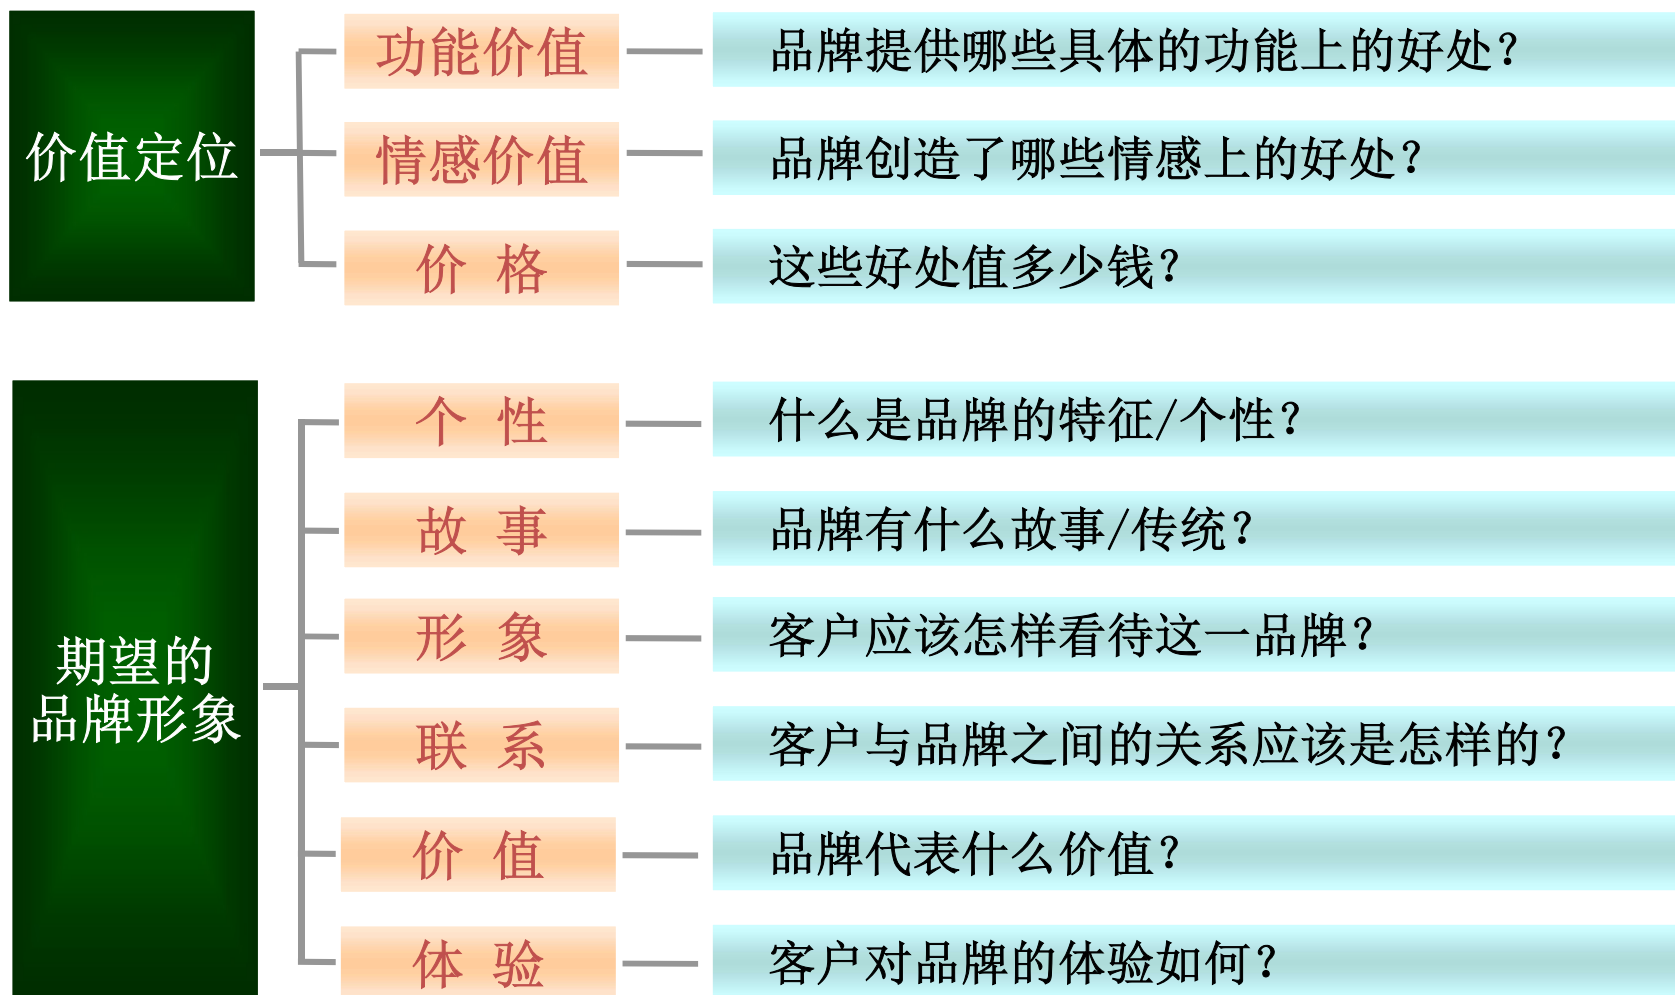 价值定位
功能价值
品牌提供哪些具体的功能上的好处?
情感价值
品牌创造了哪些情感上的好处?
价 格
这些好处值多少钱?
期望的
品牌形象
个 性
什么是品牌的特征/个性?
故 事
品牌有什么故事/传统?
形 象
客户应该怎样看待这一品牌?
联 系
客户与品牌之间的关系应该是怎样的?
价 值
品牌代表什么价值?
体 验
客户对品牌的体验如何?